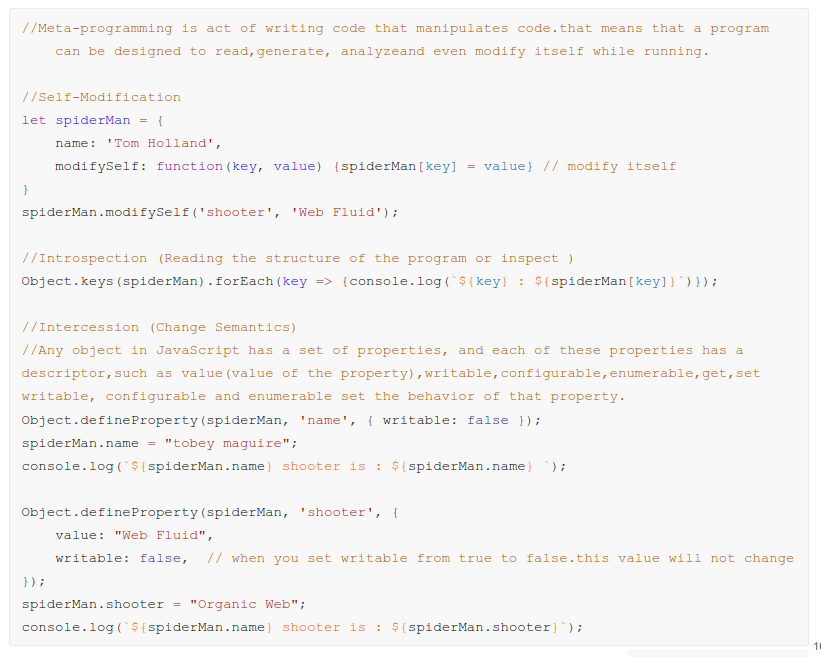 //Meta-programming is act of writing code that manipulates code.that means that a program
can be designed to read,generate, analyzeand even modify itself while running.
//Self-Modification
let spiderMan = {
name: 'Tom Holland',
modifySelf: function(key, value) {spiderMan[key] = value} // modify itself
}
spiderMan.modifySelf('shooter', 'Web Fluid');
//Introspection (Reading the structure of the program or inspect )
Object.keys(spiderMan).forEach(key => {console.log(`${key} : ${spiderMan[key]}`)});
//Intercession (Change Semantics)
//Any object in JavaScript has a set of properties, and each of these properties has a
descriptor,such as value(value of the property),writable,configurable,enumerable,get,set
writable, configurable and enumerable set the behavior of that property.
Object.defineProperty(spiderMan, 'name', { writable: false });
spiderMan.name = "tobey maguire";
console.log(`${spiderMan.name} shooter is : ${spiderMan.name} `);
Object.defineProperty(spiderMan, 'shooter', {
value: "Web Fluid",
writable: false,  // when you set writable from true to false.this value will not change
});
spiderMan.shooter = "Organic Web";
console.log(`${spiderMan.name} shooter is : ${spiderMan.shooter}`);